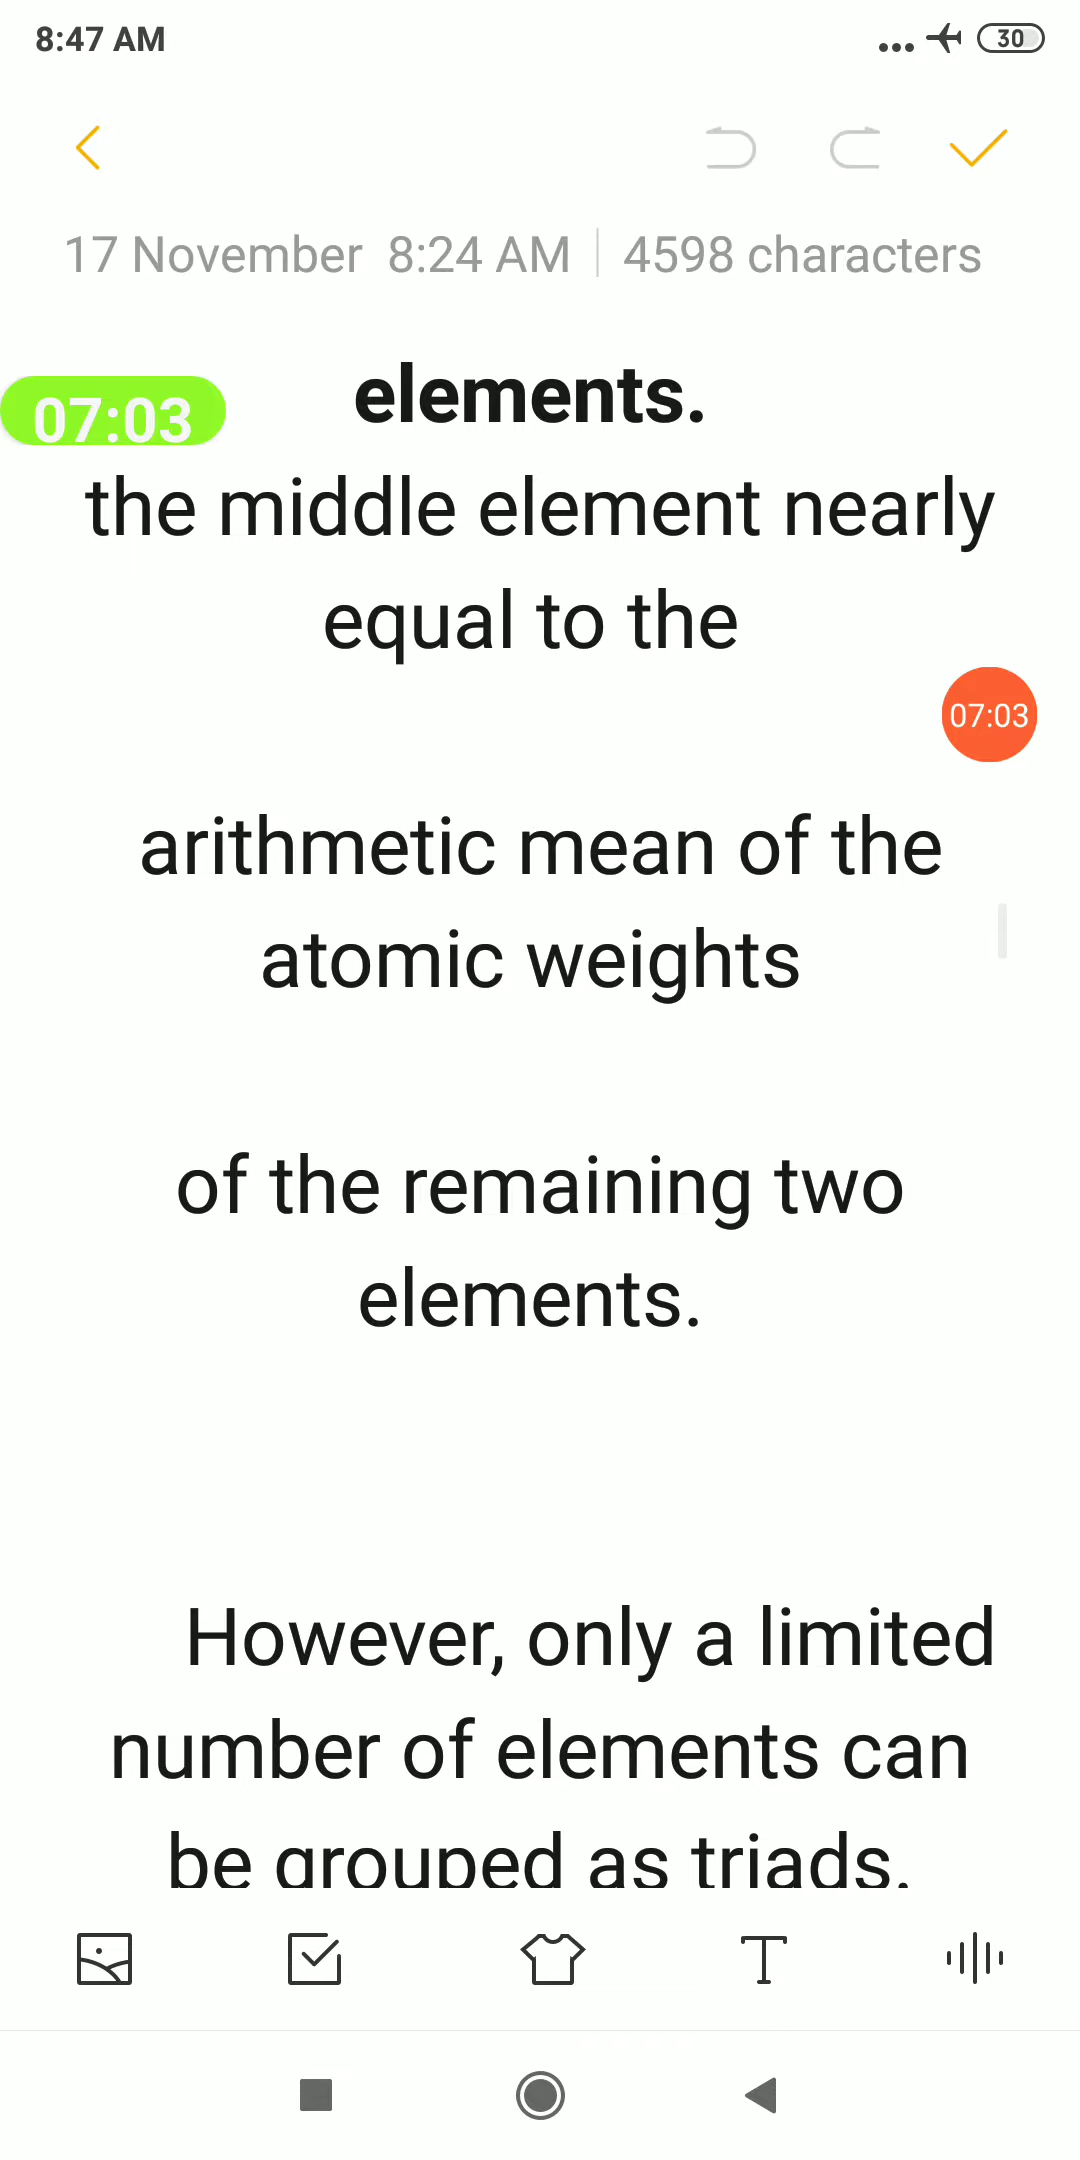 8:47 AM
30
17 November 8:24 AM | 4598 characters
elements.
07:03
the middle element nearly
equal to the
07:03
arithmetic mean of the
atomic weights
of the remaining two
elements.
However, only a limited
number of elements can
be grouped as triads.